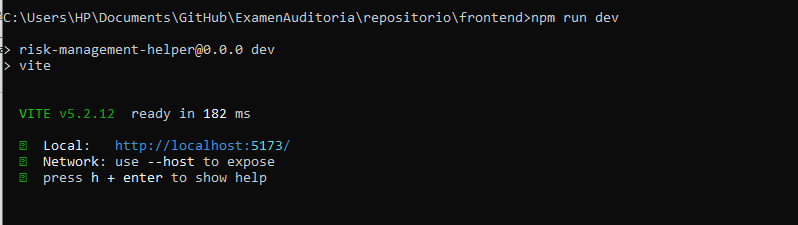 C:\Users\HP\Documents\GitHub\ExamenAuditoria\repositorio\frontend>npm run dev
> risk-management-helper@0.0.0 dev
> vite
VITE v5.2.12 ready in 182 ms
Local: http://localhost:5173/
Network: use --host to expose
press h + enter to show help